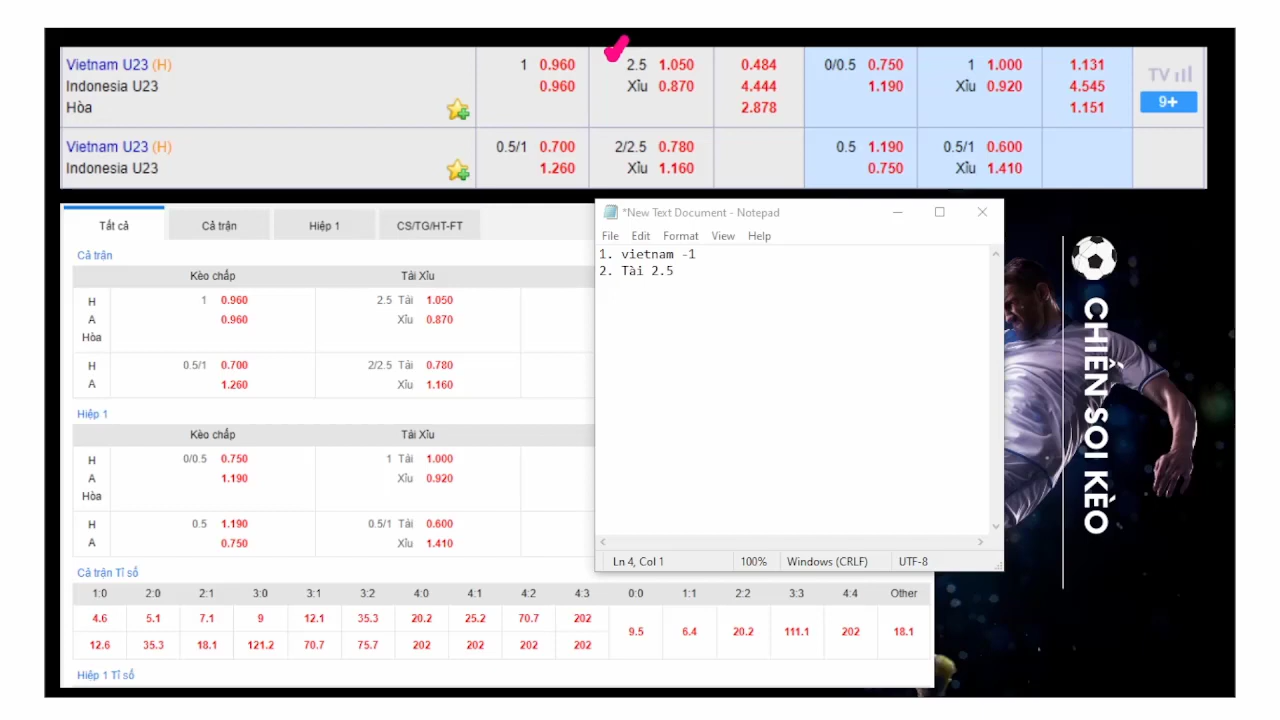 Vietnam U23 (H) 1 0.960 2.5 1.050 0.484 0/0.5 0.750 1 1.000 1.131 TV
Indonesia U23 0.960 Xỉu 0.870 4.444 1.190 Xỉu 0.920 4.545
Hòa 2.878 1.151 9+
Vietnam U23 (H) 0.5/1 0.700 2/2.5 0.780 0.5 1.190 0.5/1 0.600
Indonesia U23 1.260 Xỉu 1.160 0.750 Xỉu 1.410
Tất cả Cả trận Hiệp 1 CS/TG/HT-FT
Cả trận
Kèo chấp Tài Xỉu
H 1 0.960 2.5 Tài 1.050
A 0.960 Xỉu 0.870
Hòa
H 0.5/1 0.700 2/2.5 Tài 0.780
A 1.260 Xỉu 1.160
Hiệp 1
Kèo chấp Tài Xỉu
H 0/0.5 0.750 1 Tài 1.000
A 1.190 Xỉu 0.920
Hòa
H 0.5 1.190 0.5/1 Tài 0.600
A 0.750 Xỉu 1.410
Cả trận Tỉ số
1:0 2:0 2:1 3:0 3:1 3:2 4:0 4:1 4:2 4:3 0:0 1:1 2:2 3:3 4:4 Other
4.6 5.1 7.1 9 12.1 35.3 20.2 25.2 70.7 202 9.5 6.4 20.2 111.1 202 18.1
12.6 35.3 18.1 121.2 70.7 75.7 202 202 202 202
Hiệp 1 Tỉ số
*New Text Document - Notepad
File Edit Format View Help
1. vietnam -1
2. Tài 2.5
Ln 4, Col 1 100% Windows (CRLF) UTF-8
CHIẾN SOI KÈO